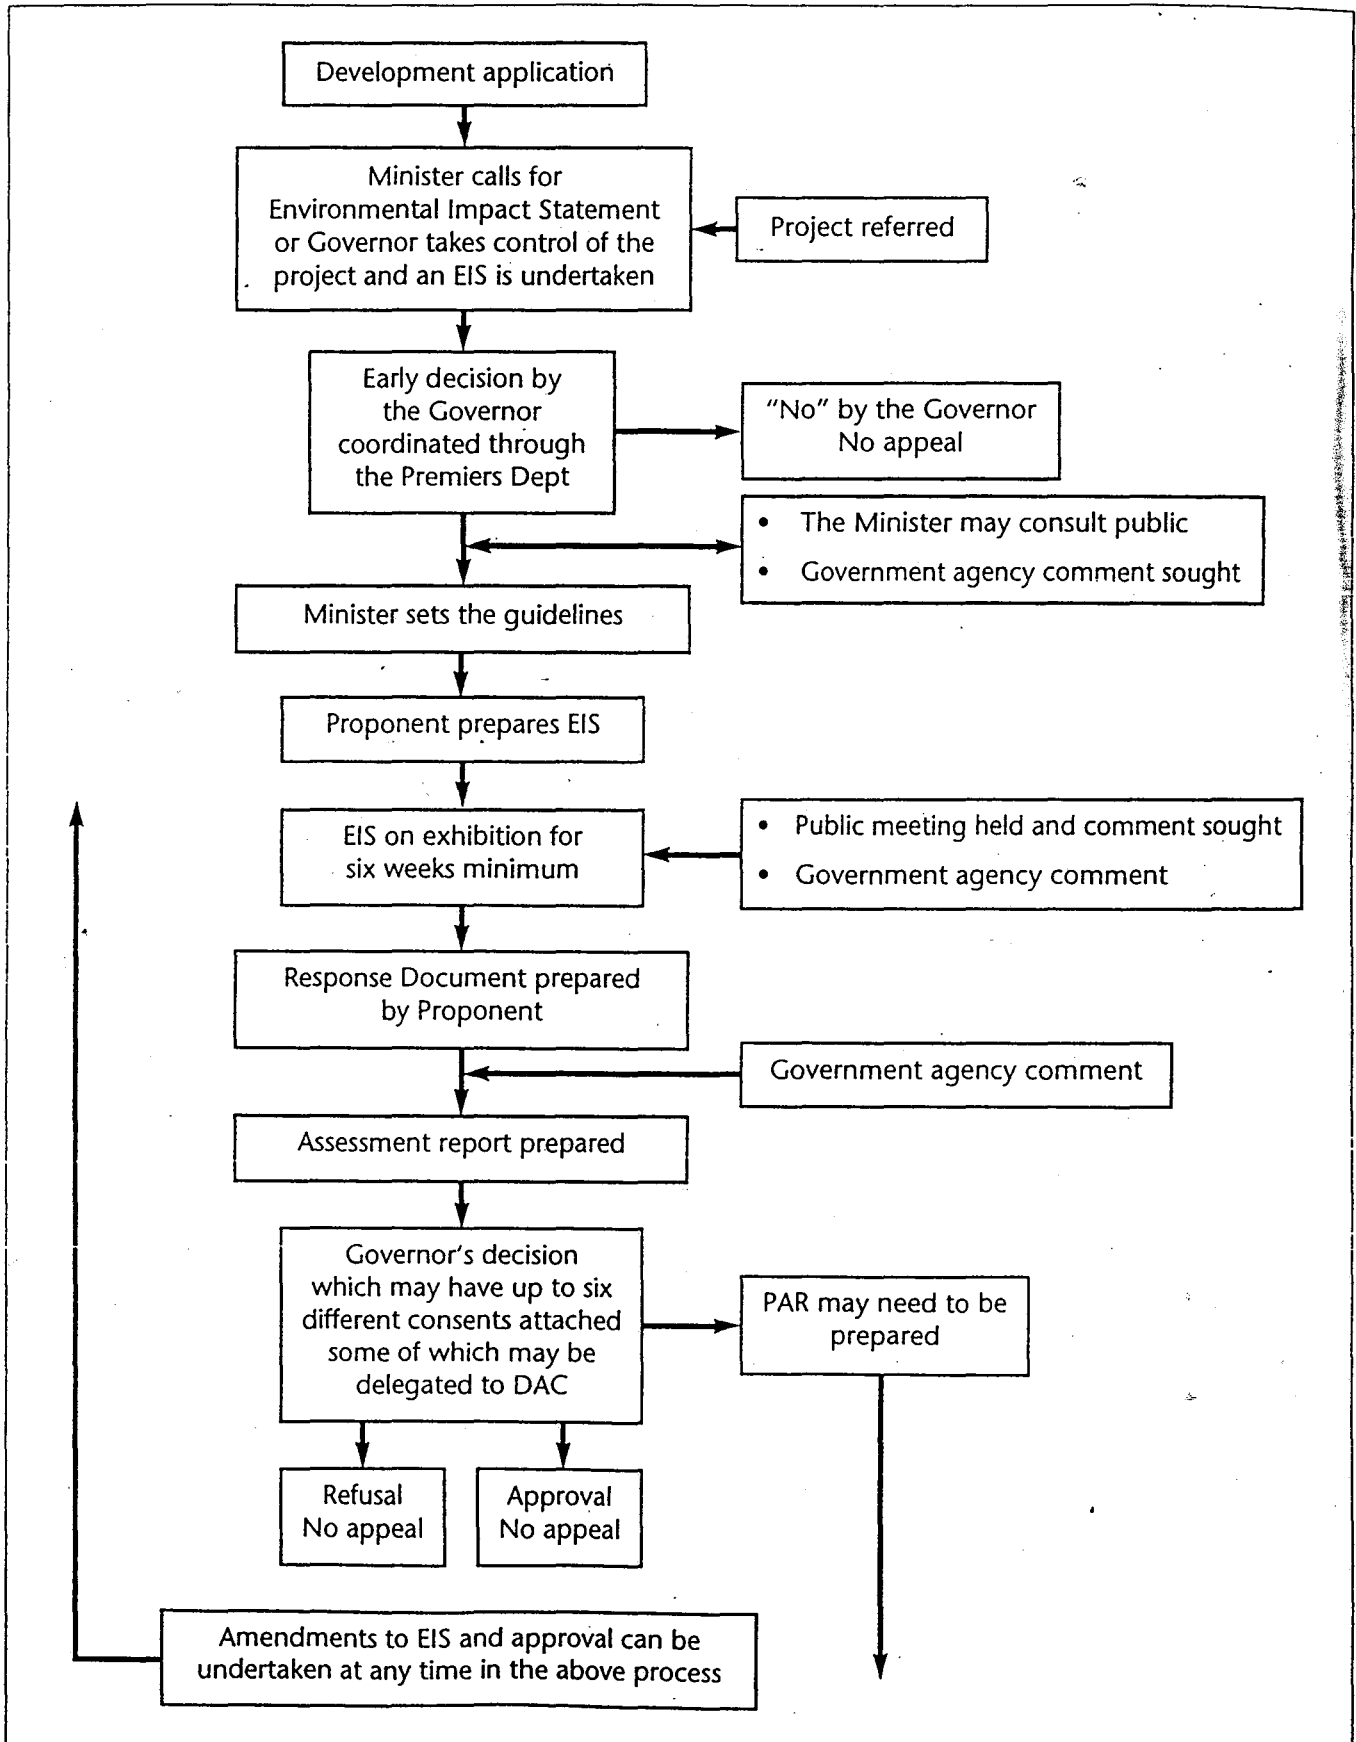 Development application
Minister calls for
Environmental Impact Statement
or Governor takes control of the
project and an EIS is undertaken
Project referred
Early decision by
the Governor
coordinated through
the Premiers Dept
"No" by the Governor
No appeal
• The Minister may consult public
• Government agency comment sought
Minister sets the guidelines
Proponent prepares EIS
EIS on exhibition for
six weeks minimum
• Public meeting held and comment sought
• Government agency comment
Response Document prepared
by Proponent
Government agency comment
Assessment report prepared
Governor's decision
which may have up to six
different consents attached
some of which may be
delegated to DAC
PAR may need to be
prepared
Refusal
No appeal
Approval
No appeal
Amendments to EIS and approval can be
undertaken at any time in the above process